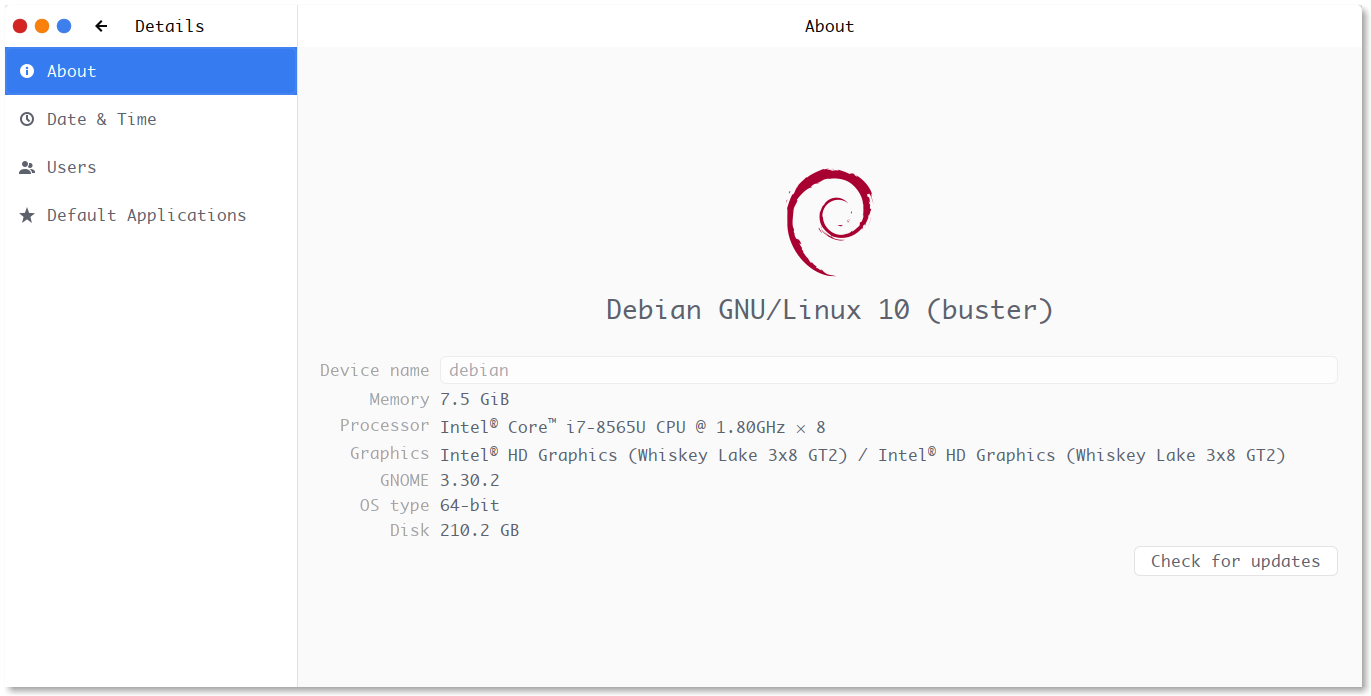 Details
About
About
Date & Time
Users
Default Applications
Debian GNU/Linux 10 (buster)
Device name debian
Memory 7.5 GiB
Processor Intel® Core™ i7-8565U CPU @ 1.80GHz × 8
Graphics Intel® HD Graphics (Whiskey Lake 3x8 GT2) / Intel® HD Graphics (Whiskey Lake 3x8 GT2)
GNOME 3.30.2
OS type 64-bit
Disk 210.2 GB
Check for updates